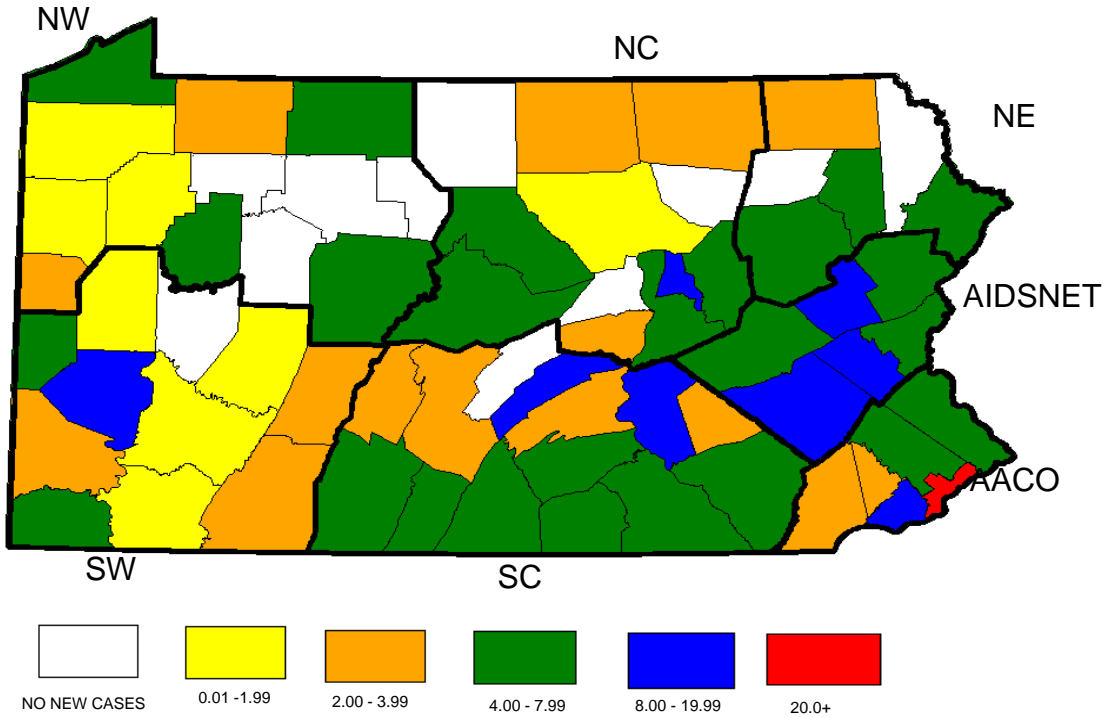 NW
NC
NE
AIDSNET
AACO
SW
SC
NO NEW CASES
0.01 -1.99
2.00 - 3.99
4.00 - 7.99
8.00 - 19.99
20.0+